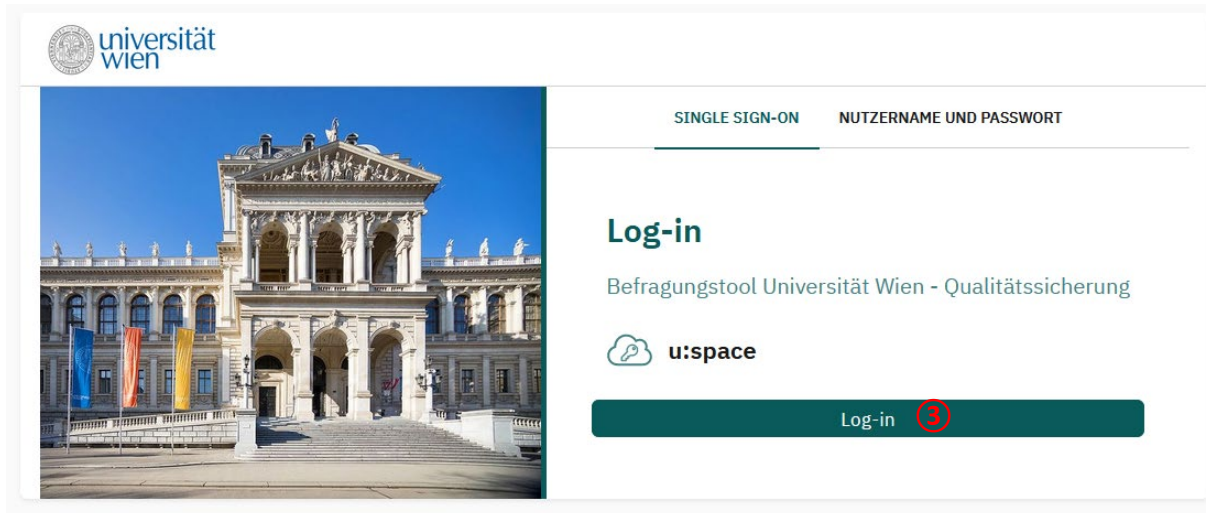 universität
wien
SINGLE SIGN-ON NUTZERNAME UND PASSWORT
Log-in
Befragungstool Universität Wien - Qualitätssicherung
u:space
Log-in ③